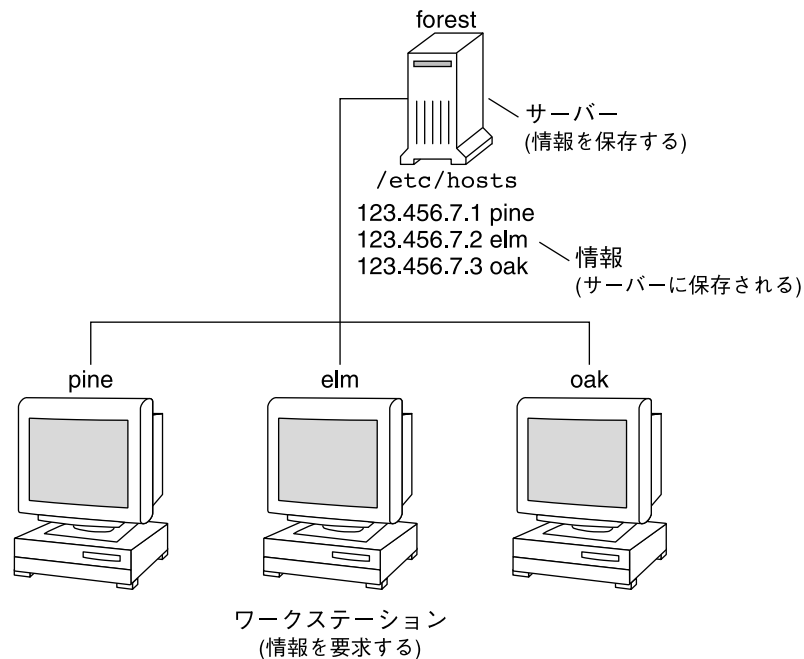 forest
サーバー
(情報を保存する)
/etc/hosts
123.456.7.1 pine
123.456.7.2 elm
123.456.7.3 oak
情報
(サーバーに保存される)
pine
elm
oak
ワークステーション
(情報を要求する)